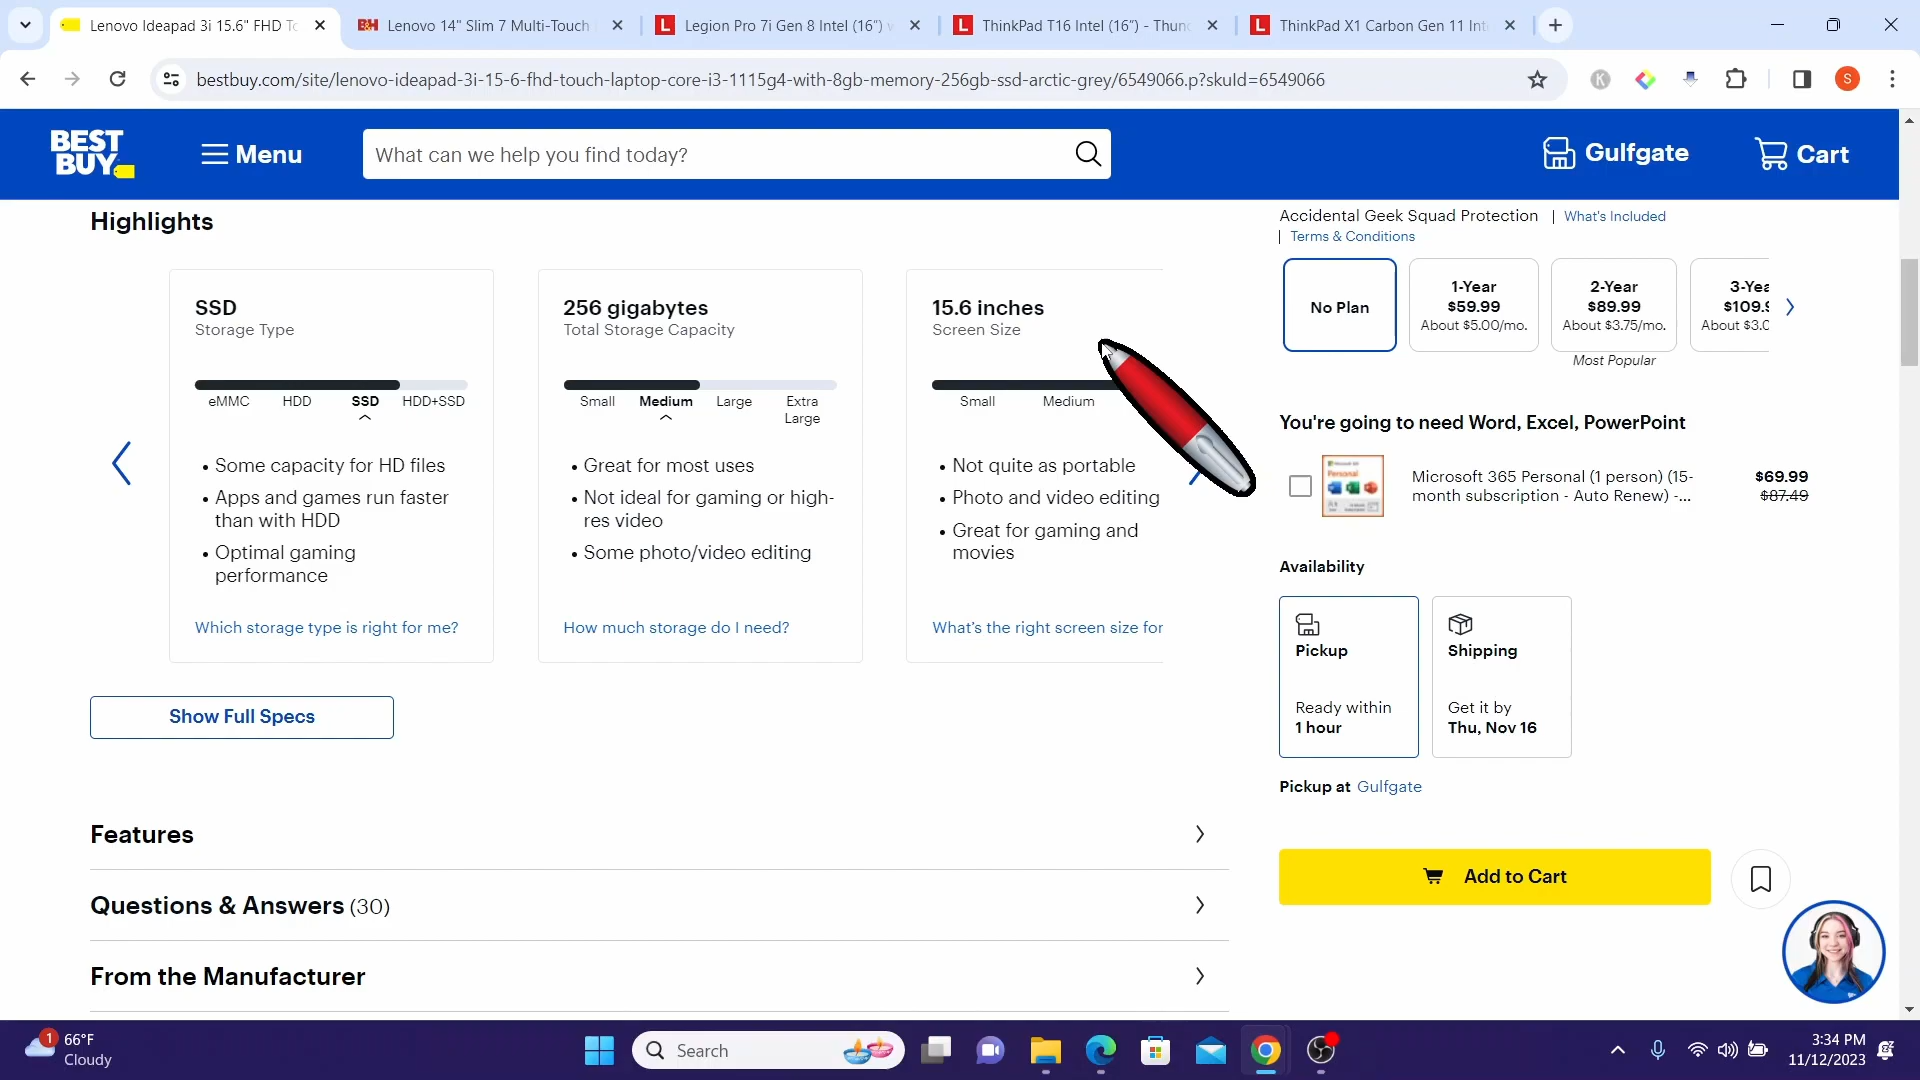 Lenovo Ideapad 3i 15.6" FHD To
Lenovo 14" Slim 7 Multi-Touch
Legion Pro 7i Gen 8 Intel (16″) w
ThinkPad T16 Intel (16″) - Thund
ThinkPad X1 Carbon Gen 11 Inte
bestbuy.com/site/lenovo-ideapad-3i-15-6-fhd-touch-laptop-core-i3-1115g4-with-8gb-memory-256gb-ssd-arctic-grey/6549066.p?skuId=6549066
K
S
BEST
BUY
Menu
What can we help you find today?
Gulfgate
Cart
Highlights
SSD
Storage Type
eMMC HDD SSD HDD+SSD
• Some capacity for HD files
• Apps and games run faster
than with HDD
• Optimal gaming
performance
Which storage type is right for me?
256 gigabytes
Total Storage Capacity
Small Medium Large Extra
Large
• Great for most uses
• Not ideal for gaming or high-
res video
• Some photo/video editing
How much storage do I need?
15.6 inches
Screen Size
Small Medium
• Not quite as portable
• Photo and video editing
• Great for gaming and
movies
What's the right screen size for
Show Full Specs
Features
Questions & Answers (30)
From the Manufacturer
Accidental Geek Squad Protection | What's Included
| Terms & Conditions
No Plan
1-Year
$59.99
About $5.00/mo.
2-Year
$89.99
About $3.75/mo.
Most Popular
3-Yea
$109.9
About $3.0
You're going to need Word, Excel, PowerPoint
Microsoft 365 Personal (1 person) (15-
month subscription - Auto Renew) -...
$69.99
$87.49
Availability
Pickup
Ready within
1 hour
Shipping
Get it by
Thu, Nov 16
Pickup at Gulfgate
Add to Cart
1
66°F
Cloudy
Search
3:34 PM
11/12/2023